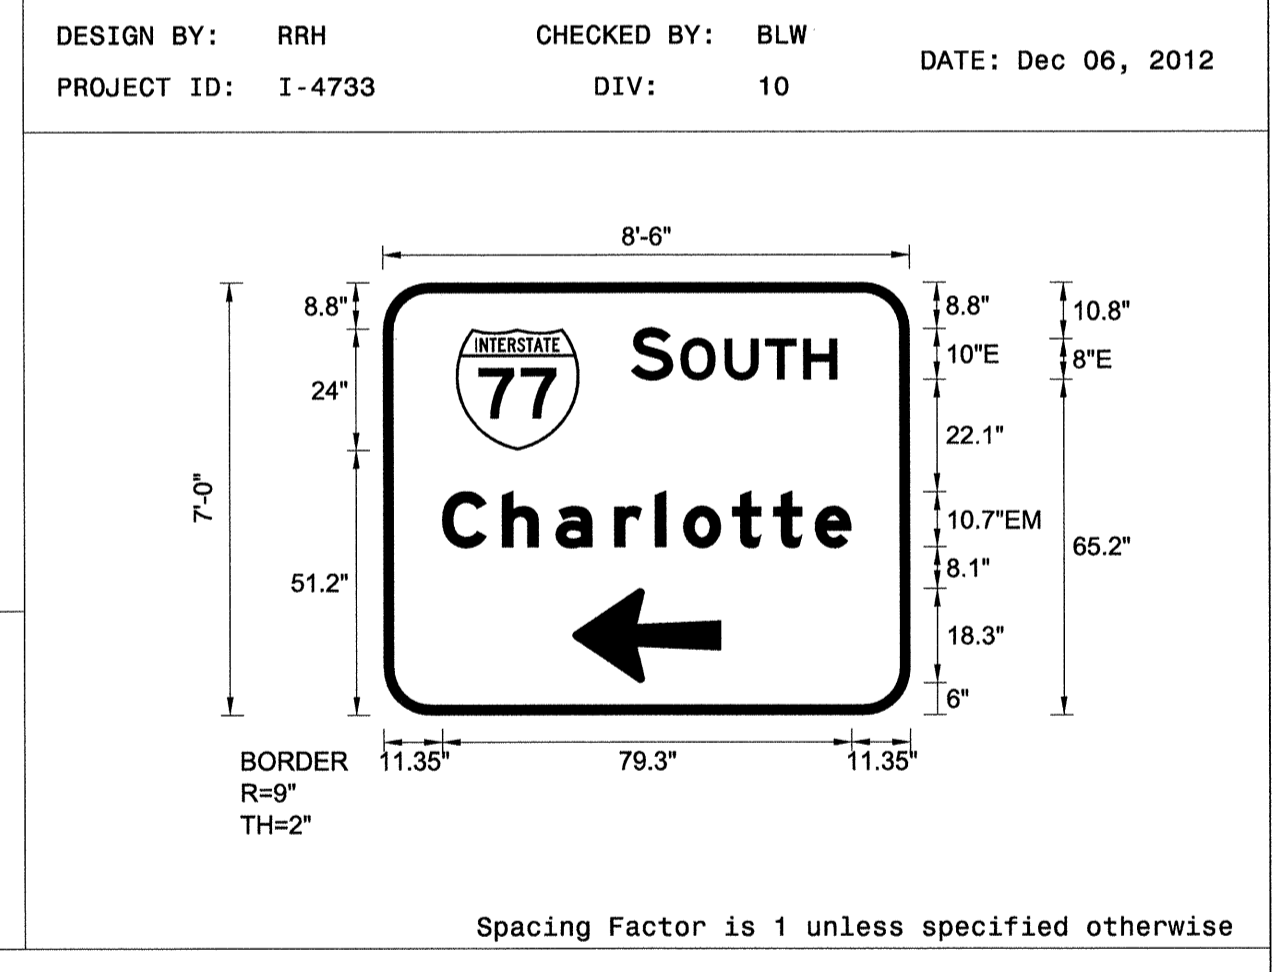 DESIGN BY: RRH CHECKED BY: BLW DATE: Dec 06, 2012
PROJECT ID: I-4733 DIV: 10
8'-6"
8.8" 8.8" 10.8"
INTERSTATE SOUTH 10"E 8"E
77
24"
22.1"
7'-0"
Charlotte 10.7"EM
65.2"
8.1"
51.2"
18.3"
6"
BORDER 11.35" 79.3" 11.35"
R=9"
TH=2"
Spacing Factor is 1 unless specified otherwise